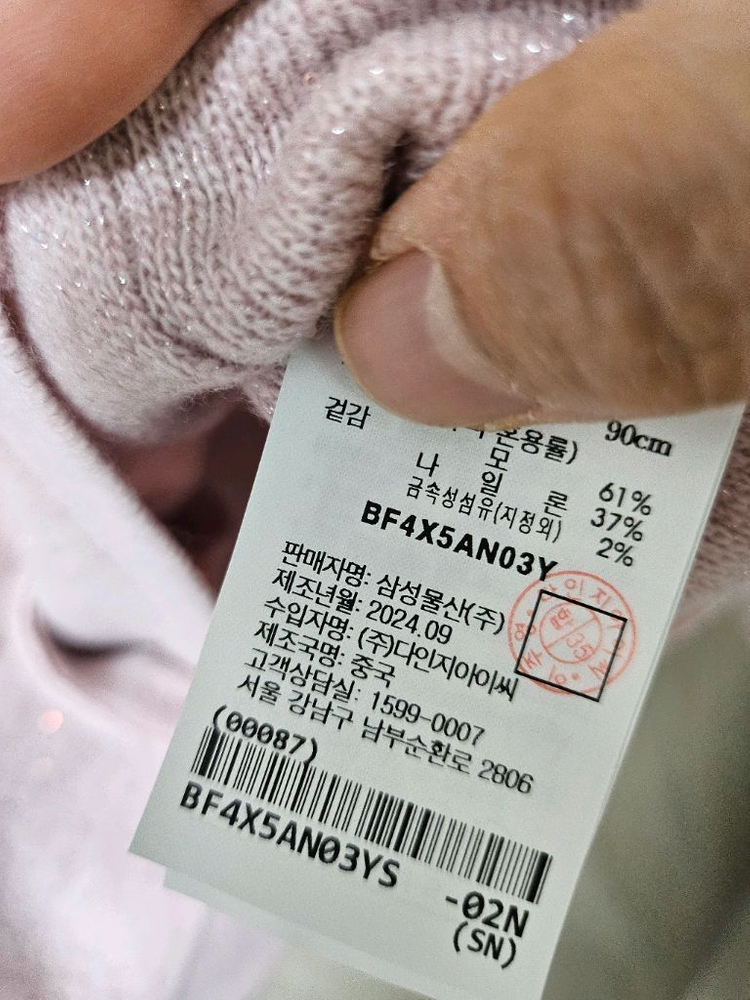 90cm
겉감 혼용률)
모 61%
나 일 론 37%
금속성섬유(지정외) 2%
BF4X5AN03Y
판매자명: 삼성물산(주)
제조년월: 2024.09
수입자명: (주)다인지아이씨
제조국명: 중국
고객상담실: 1599-0007
서울 강남구 남부순환로 2806
(00087)
BF4X5AN03YS -02N
(SN)